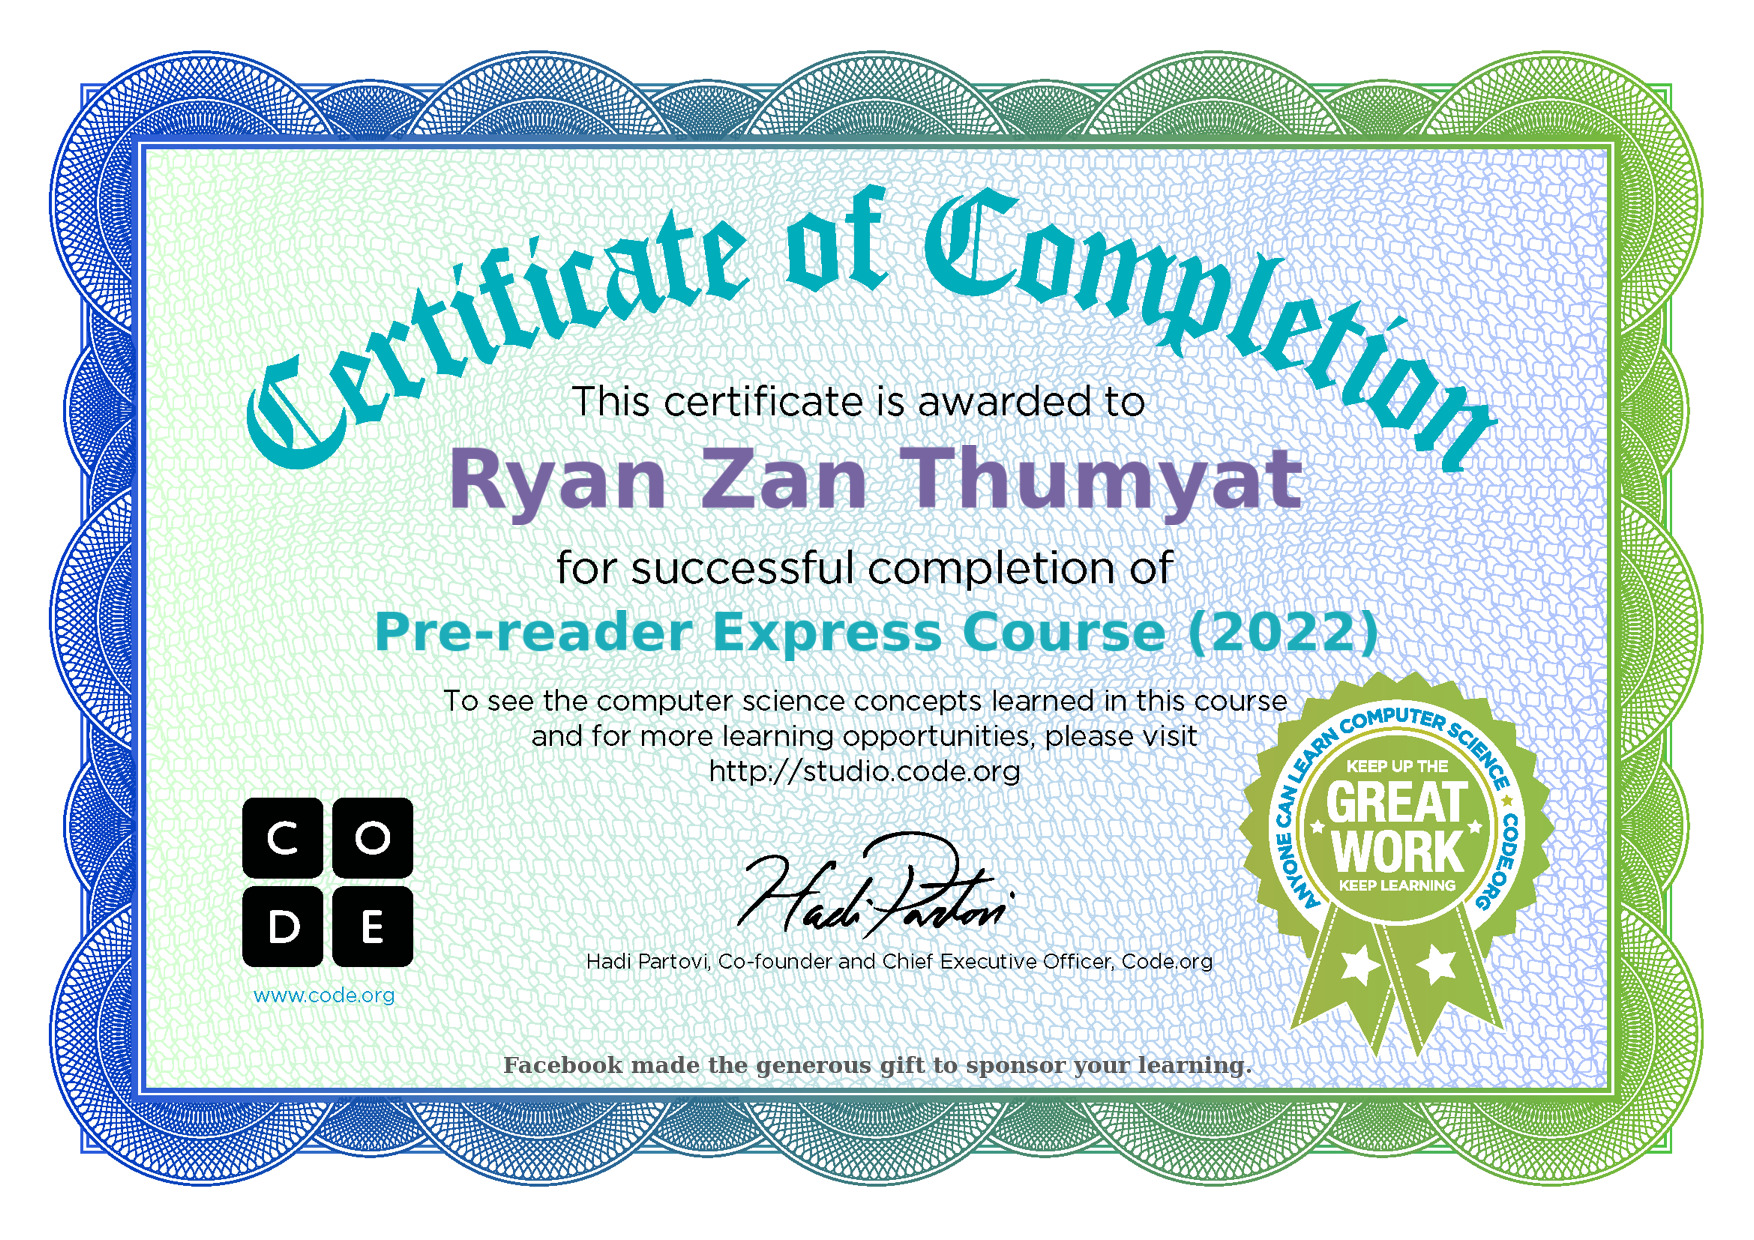 Certificate of Completion
This certificate is awarded to
Ryan Zan Thumyat
for successful completion of
Pre-reader Express Course (2022)
To see the computer science concepts learned in this course
and for more learning opportunities, please visit
http://studio.code.org
C O
D E
www.code.org
Hadi Partovi
Hadi Partovi, Co-founder and Chief Executive Officer, Code.org
ANYONE CAN LEARN COMPUTER SCIENCE ★ CODE.ORG
KEEP UP THE
GREAT
WORK
KEEP LEARNING
Facebook made the generous gift to sponsor your learning.